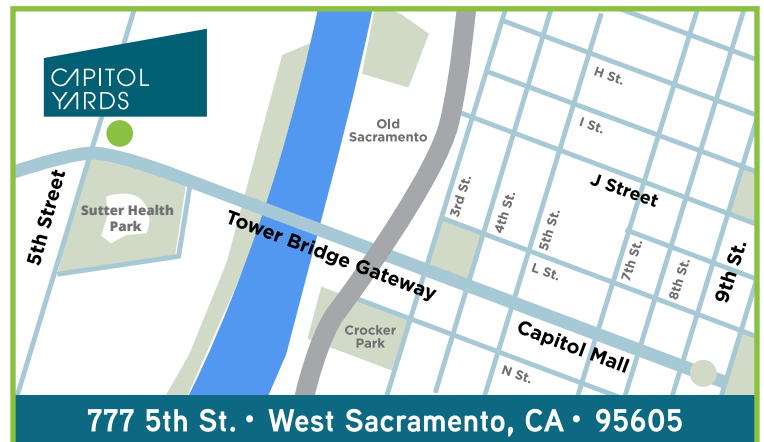 CAPITOL
YARDS
H St.
I St.
Old
Sacramento
J Street
3rd St.
4th St.
5th St.
5th Street
Sutter Health
Park
Tower Bridge Gateway
7th St.
8th St.
9th St.
L St.
Crocker
Park
Capitol Mall
N St.
777 5th St. • West Sacramento, CA • 95605